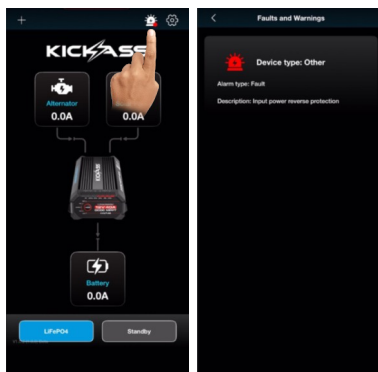 KICKASS
Alternator
0.0A
0.0A
KICKASS
Battery
0.0A
LiFePO4
Standby
Faults and Warnings
Device type: Other
Alarm type: Fault
Description: Input power reverse protection